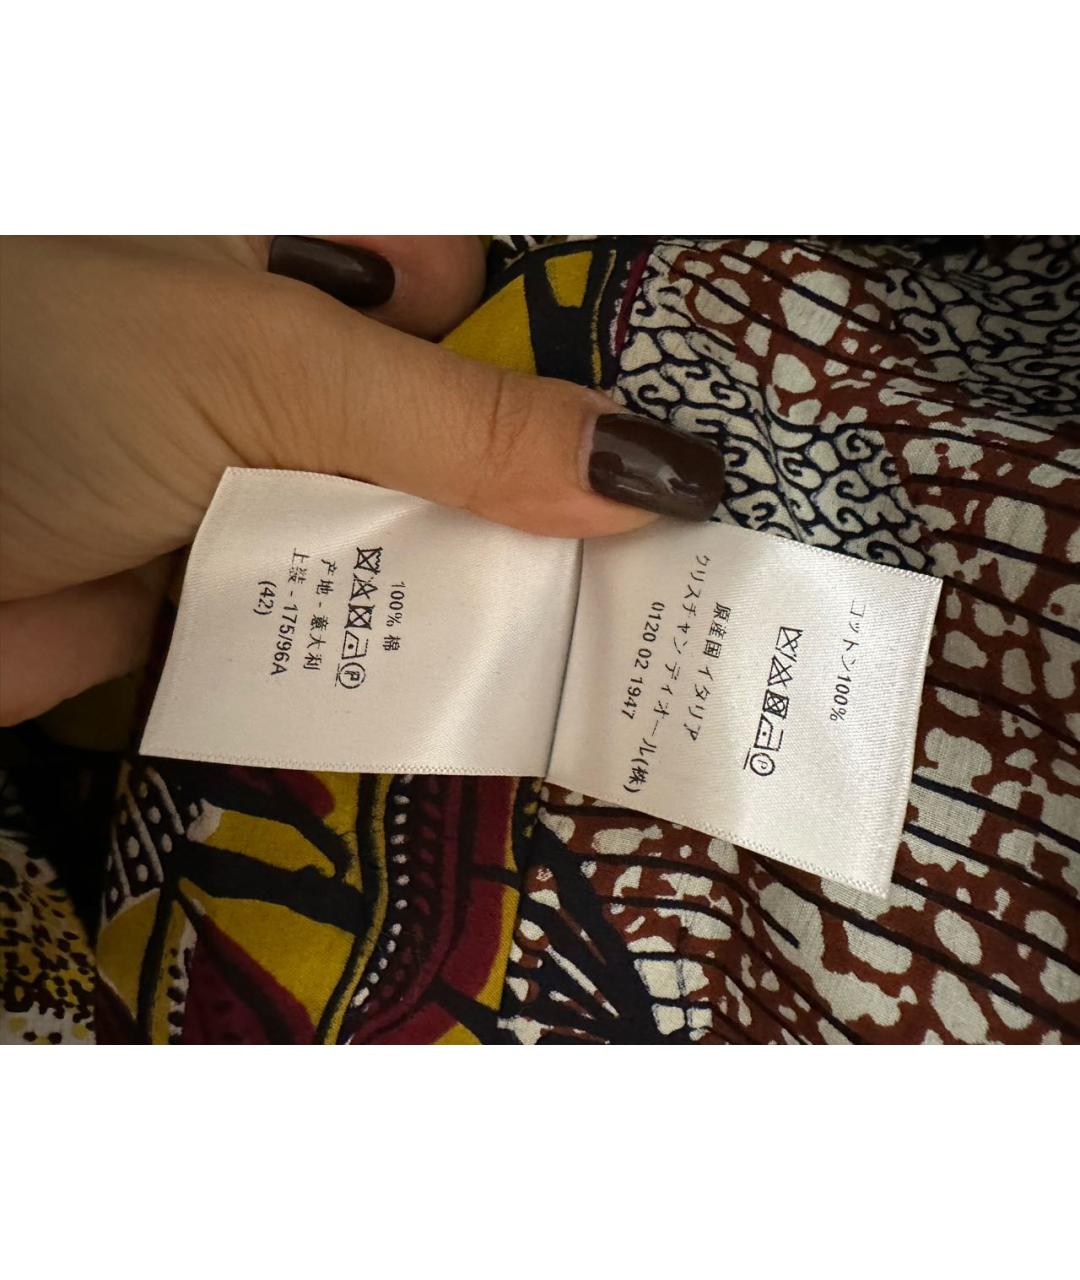 100% 棉
产地 - 意大利
上装 - 175/96A
(42)
コットン100%
原産国 イタリア
クリスチャン ディオール(株)
0120 02 1947